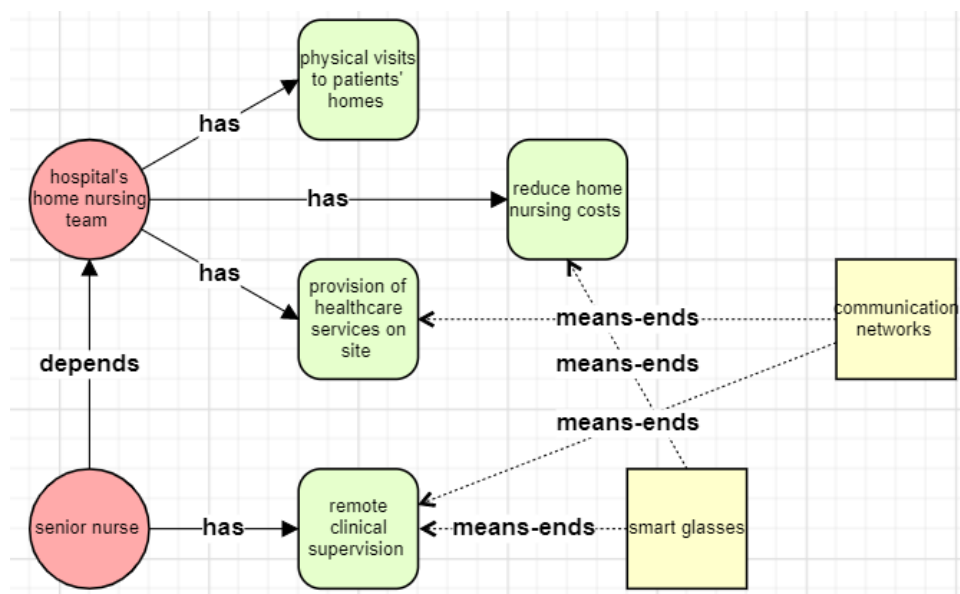 physical visits
to patients'
homes
has
hospital's
home nursing
team
has
reduce home
nursing costs
has
provision of
healthcare
services on
site
means-ends
communication
networks
depends
means-ends
means-ends
senior nurse
has
remote
clinical
supervision
means-ends
smart glasses